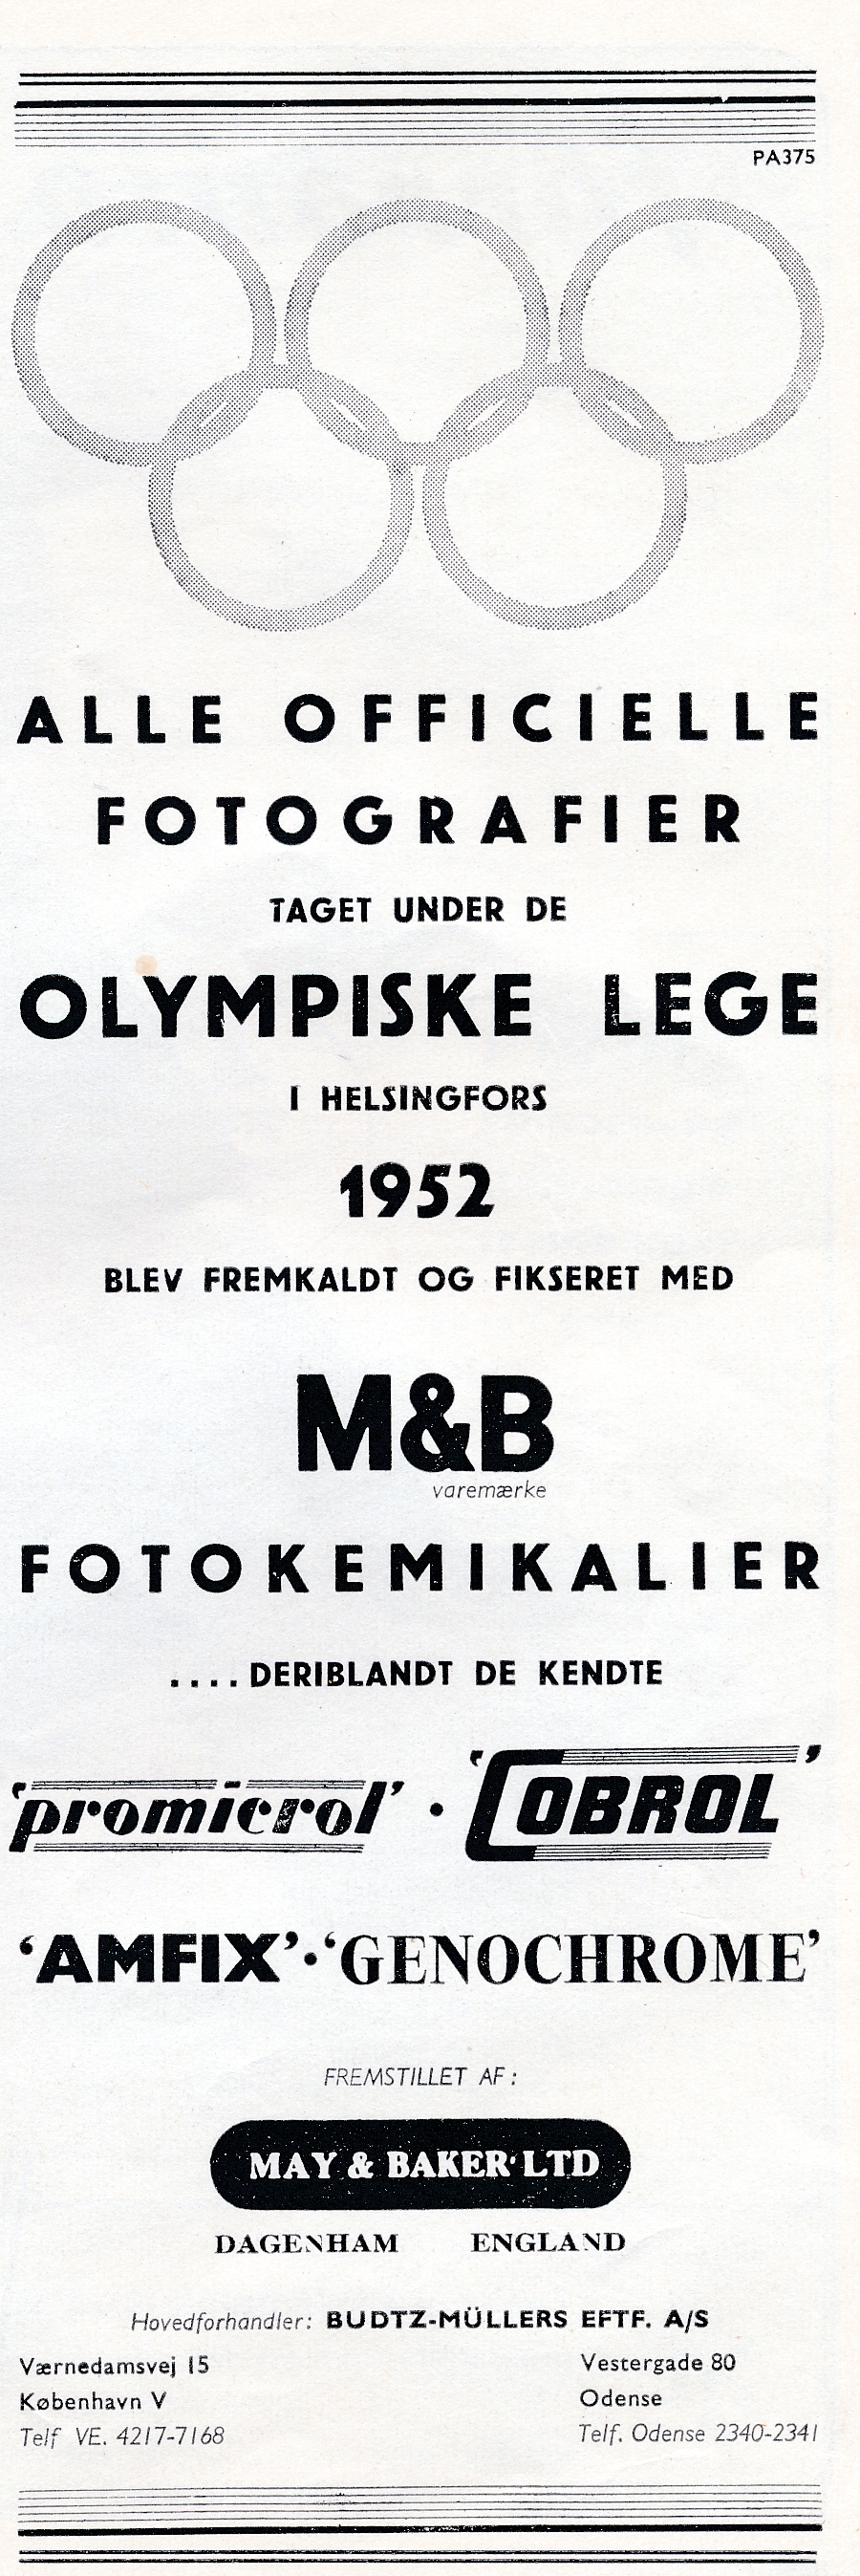 PA375
ALLE OFFICIELLE
FOTOGRAFIER
TAGET UNDER DE
OLYMPISKE LEGE
I HELSINGFORS
1952
BLEV FREMKALDT OG FIKSERET MED
M&B
varemærke
FOTOKEMIKALIER
....DERIBLANDT DE KENDTE
'promicrol' • 'COBROL'
'AMFIX'•'GENOCHROME'
FREMSTILLET AF:
MAY & BAKER LTD
DAGENHAM ENGLAND
Hovedforhandler: BUDTZ-MÜLLERS EFTF. A/S
Værnedamsvej 15 Vestergade 80
København V Odense
Telf VE. 4217-7168 Telf. Odense 2340-2341